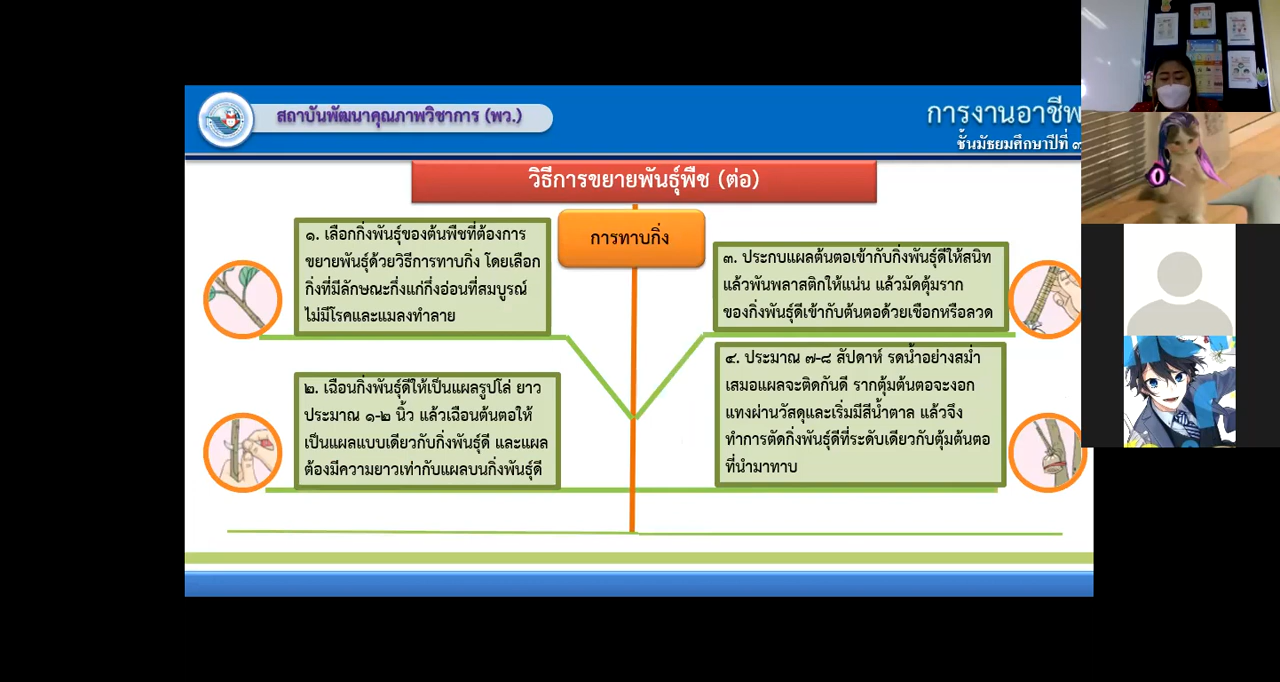 สถาบันพัฒนาคุณภาพวิชาการ (พว.)
การงานอาชีพ
ชั้นมัธยมศึกษาปีที่ ๓
วิธีการขยายพันธุ์พืช (ต่อ)
การทาบกิ่ง
๑. เลือกกิ่งพันธุ์ของต้นพืชที่ต้องการ
ขยายพันธุ์ด้วยวิธีการทาบกิ่ง โดยเลือก
กิ่งที่มีลักษณะกึ่งแก่กึ่งอ่อนที่สมบูรณ์
ไม่มีโรคและแมลงทำลาย
๒. เฉือนกิ่งพันธุ์ดีให้เป็นแผลรูปโล่ ยาว
ประมาณ ๑-๒ นิ้ว แล้วเฉือนต้นตอให้
เป็นแผลแบบเดียวกับกิ่งพันธุ์ดี และแผล
ต้องมีความยาวเท่ากับแผลบนกิ่งพันธุ์ดี
๓. ประกบแผลต้นตอเข้ากับกิ่งพันธุ์ดีให้สนิท
แล้วพันพลาสติกให้แน่น แล้วมัดตุ้มราก
ของกิ่งพันธุ์ดีเข้ากับต้นตอด้วยเชือกหรือลวด
๔. ประมาณ ๗-๘ สัปดาห์ รดน้ำอย่างสม่ำ
เสมอแผลจะติดกันดี รากตุ้มต้นตอจะงอก
แทงผ่านวัสดุและเริ่มมีสีน้ำตาล แล้วจึง
ทำการตัดกิ่งพันธุ์ดีที่ระดับเดียวกับตุ้มต้นตอ
ที่นำมาทาบ